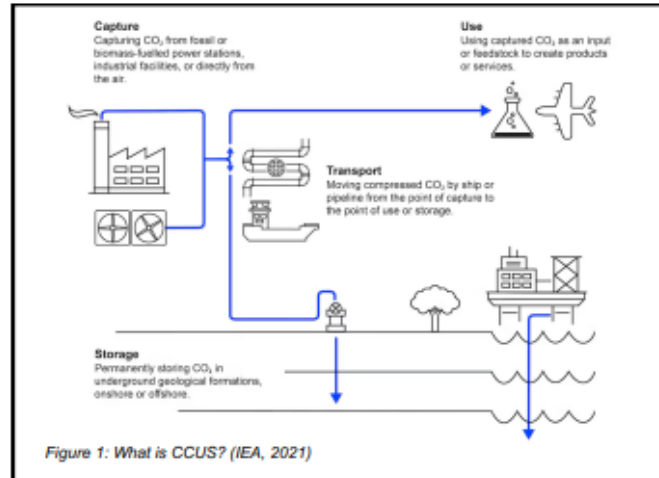 Capture
Capturing CO₂ from fossil or
biomass-fuelled power stations,
industrial facilities, or directly from
the air.
Use
Using captured CO₂ as an input
or feedstock to create products
or services.
Transport
Moving compressed CO₂ by ship or
pipeline from the point of capture to
the point of use or storage.
Storage
Permanently storing CO₂ in
underground geological formations,
onshore or offshore.
Figure 1: What is CCUS? (IEA, 2021)